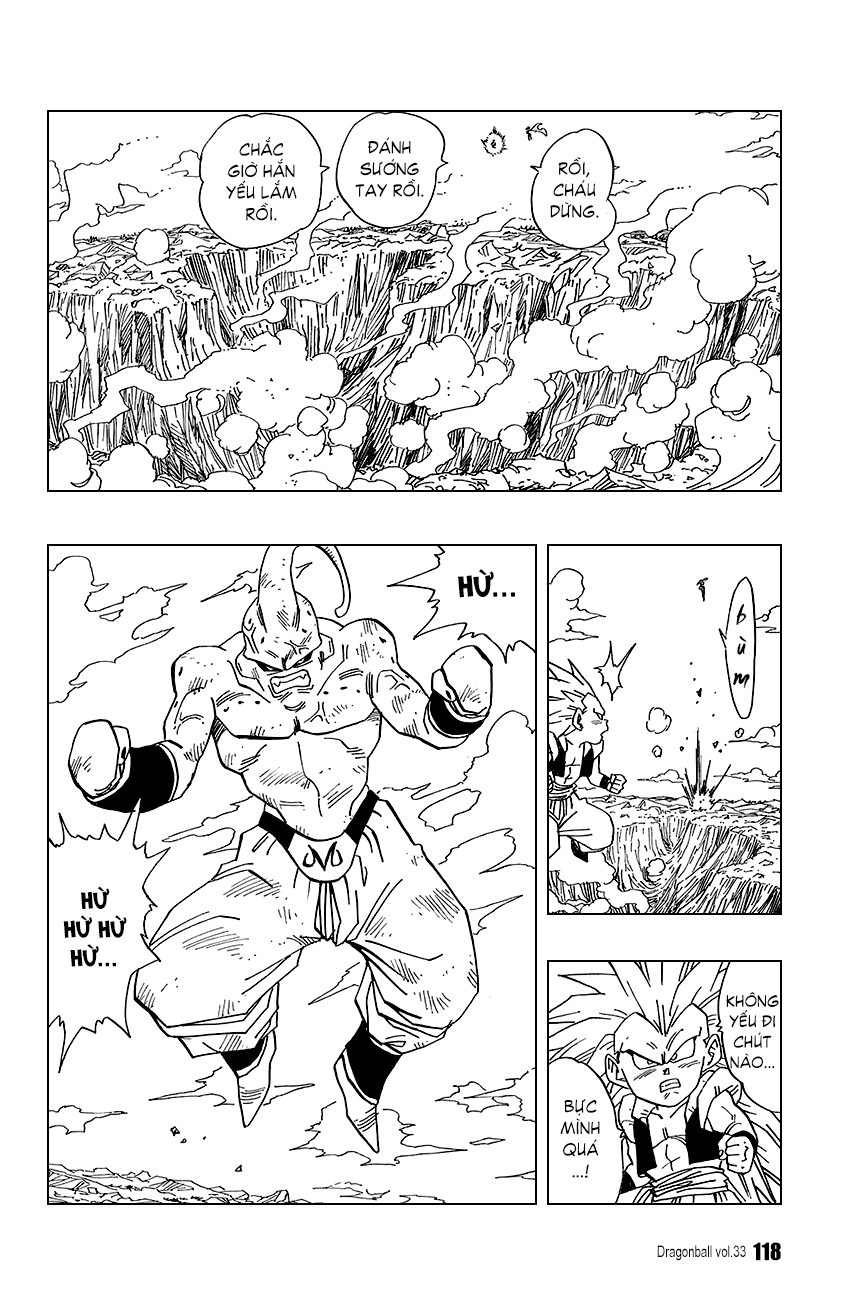 RỒI,
CHÁU
DỪNG.
ĐÁNH
SƯỚNG
TAY RỒI.
CHẮC
GIỜ HẮN
YẾU LẮM
RỒI.
bùm
HỪ...
HỪ
HỪ HỪ
HỪ...
KHÔNG
YẾU ĐI
CHÚT
NÀO...
BỰC
MÌNH
QUÁ
...!
Dragonball vol.33 118